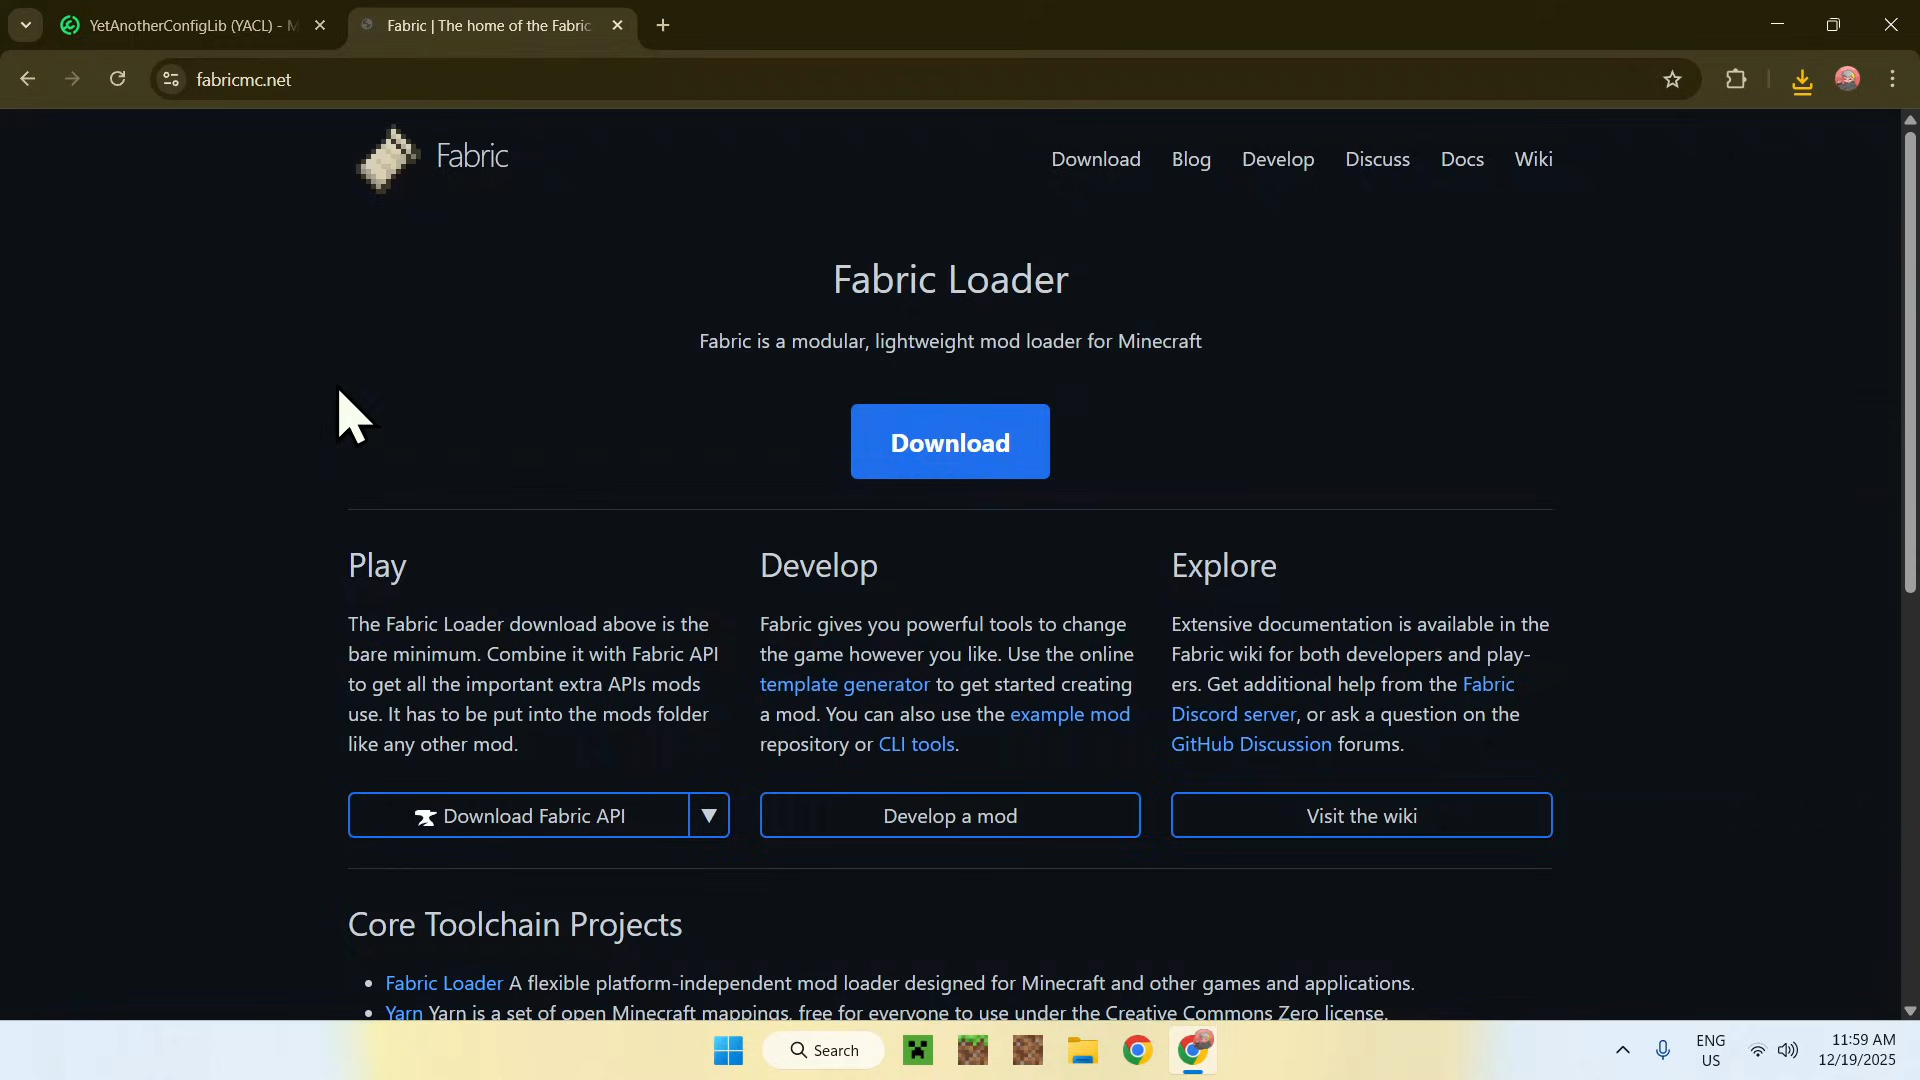 YetAnotherConfigLib (YACL) - M
Fabric | The home of the Fabric
fabricmc.net
Fabric
Download Blog Develop Discuss Docs Wiki
Fabric Loader
Fabric is a modular, lightweight mod loader for Minecraft
Download
Play
The Fabric Loader download above is the
bare minimum. Combine it with Fabric API
to get all the important extra APIs mods
use. It has to be put into the mods folder
like any other mod.
Download Fabric API
Develop
Fabric gives you powerful tools to change
the game however you like. Use the online
template generator to get started creating
a mod. You can also use the example mod
repository or CLI tools.
Develop a mod
Explore
Extensive documentation is available in the
Fabric wiki for both developers and play-
ers. Get additional help from the Fabric
Discord server, or ask a question on the
GitHub Discussion forums.
Visit the wiki
Core Toolchain Projects
• Fabric Loader A flexible platform-independent mod loader designed for Minecraft and other games and applications.
• Yarn Yarn is a set of open Minecraft mappings, free for everyone to use under the Creative Commons Zero license.
Search
ENG
US
11:59 AM
12/19/2025